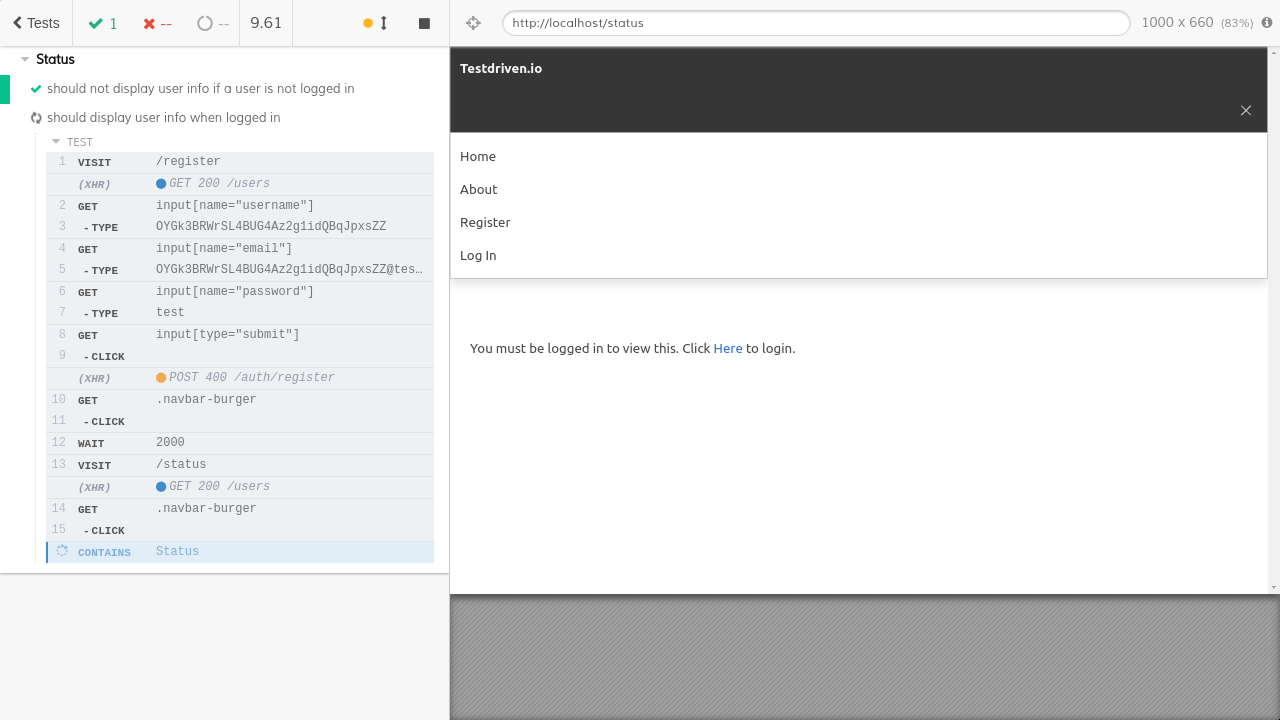 Tests
1
--
--
9.61
http://localhost/status
1000 x 660 (83%)
Status
should not display user info if a user is not logged in
should display user info when logged in
TEST
1 VISIT /register
(XHR) GET 200 /users
2 GET input[name="username"]
3 - TYPE OYGk3BRWrSL4BUG4Az2g1idQBqJpxsZZ
4 GET input[name="email"]
5 - TYPE OYGk3BRWrSL4BUG4Az2g1idQBqJpxsZZ@tes…
6 GET input[name="password"]
7 - TYPE test
8 GET input[type="submit"]
9 - CLICK
(XHR) POST 400 /auth/register
10 GET .navbar-burger
11 - CLICK
12 WAIT 2000
13 VISIT /status
(XHR) GET 200 /users
14 GET .navbar-burger
15 - CLICK
CONTAINS Status
Testdriven.io
Home
About
Register
Log In
You must be logged in to view this. Click Here to login.